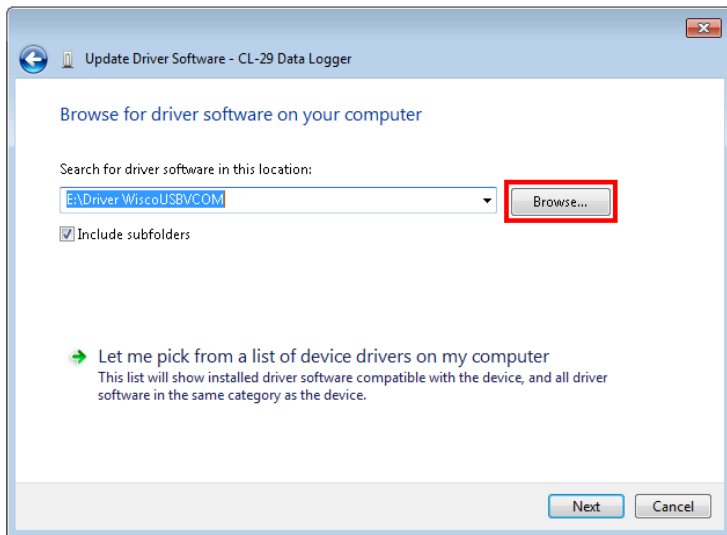 Update Driver Software - CL-29 Data Logger
Browse for driver software on your computer
Search for driver software in this location:
E:\Driver WiscoUSBVCOM
Browse...
Include subfolders
Let me pick from a list of device drivers on my computer
This list will show installed driver software compatible with the device, and all driver
software in the same category as the device.
Next
Cancel